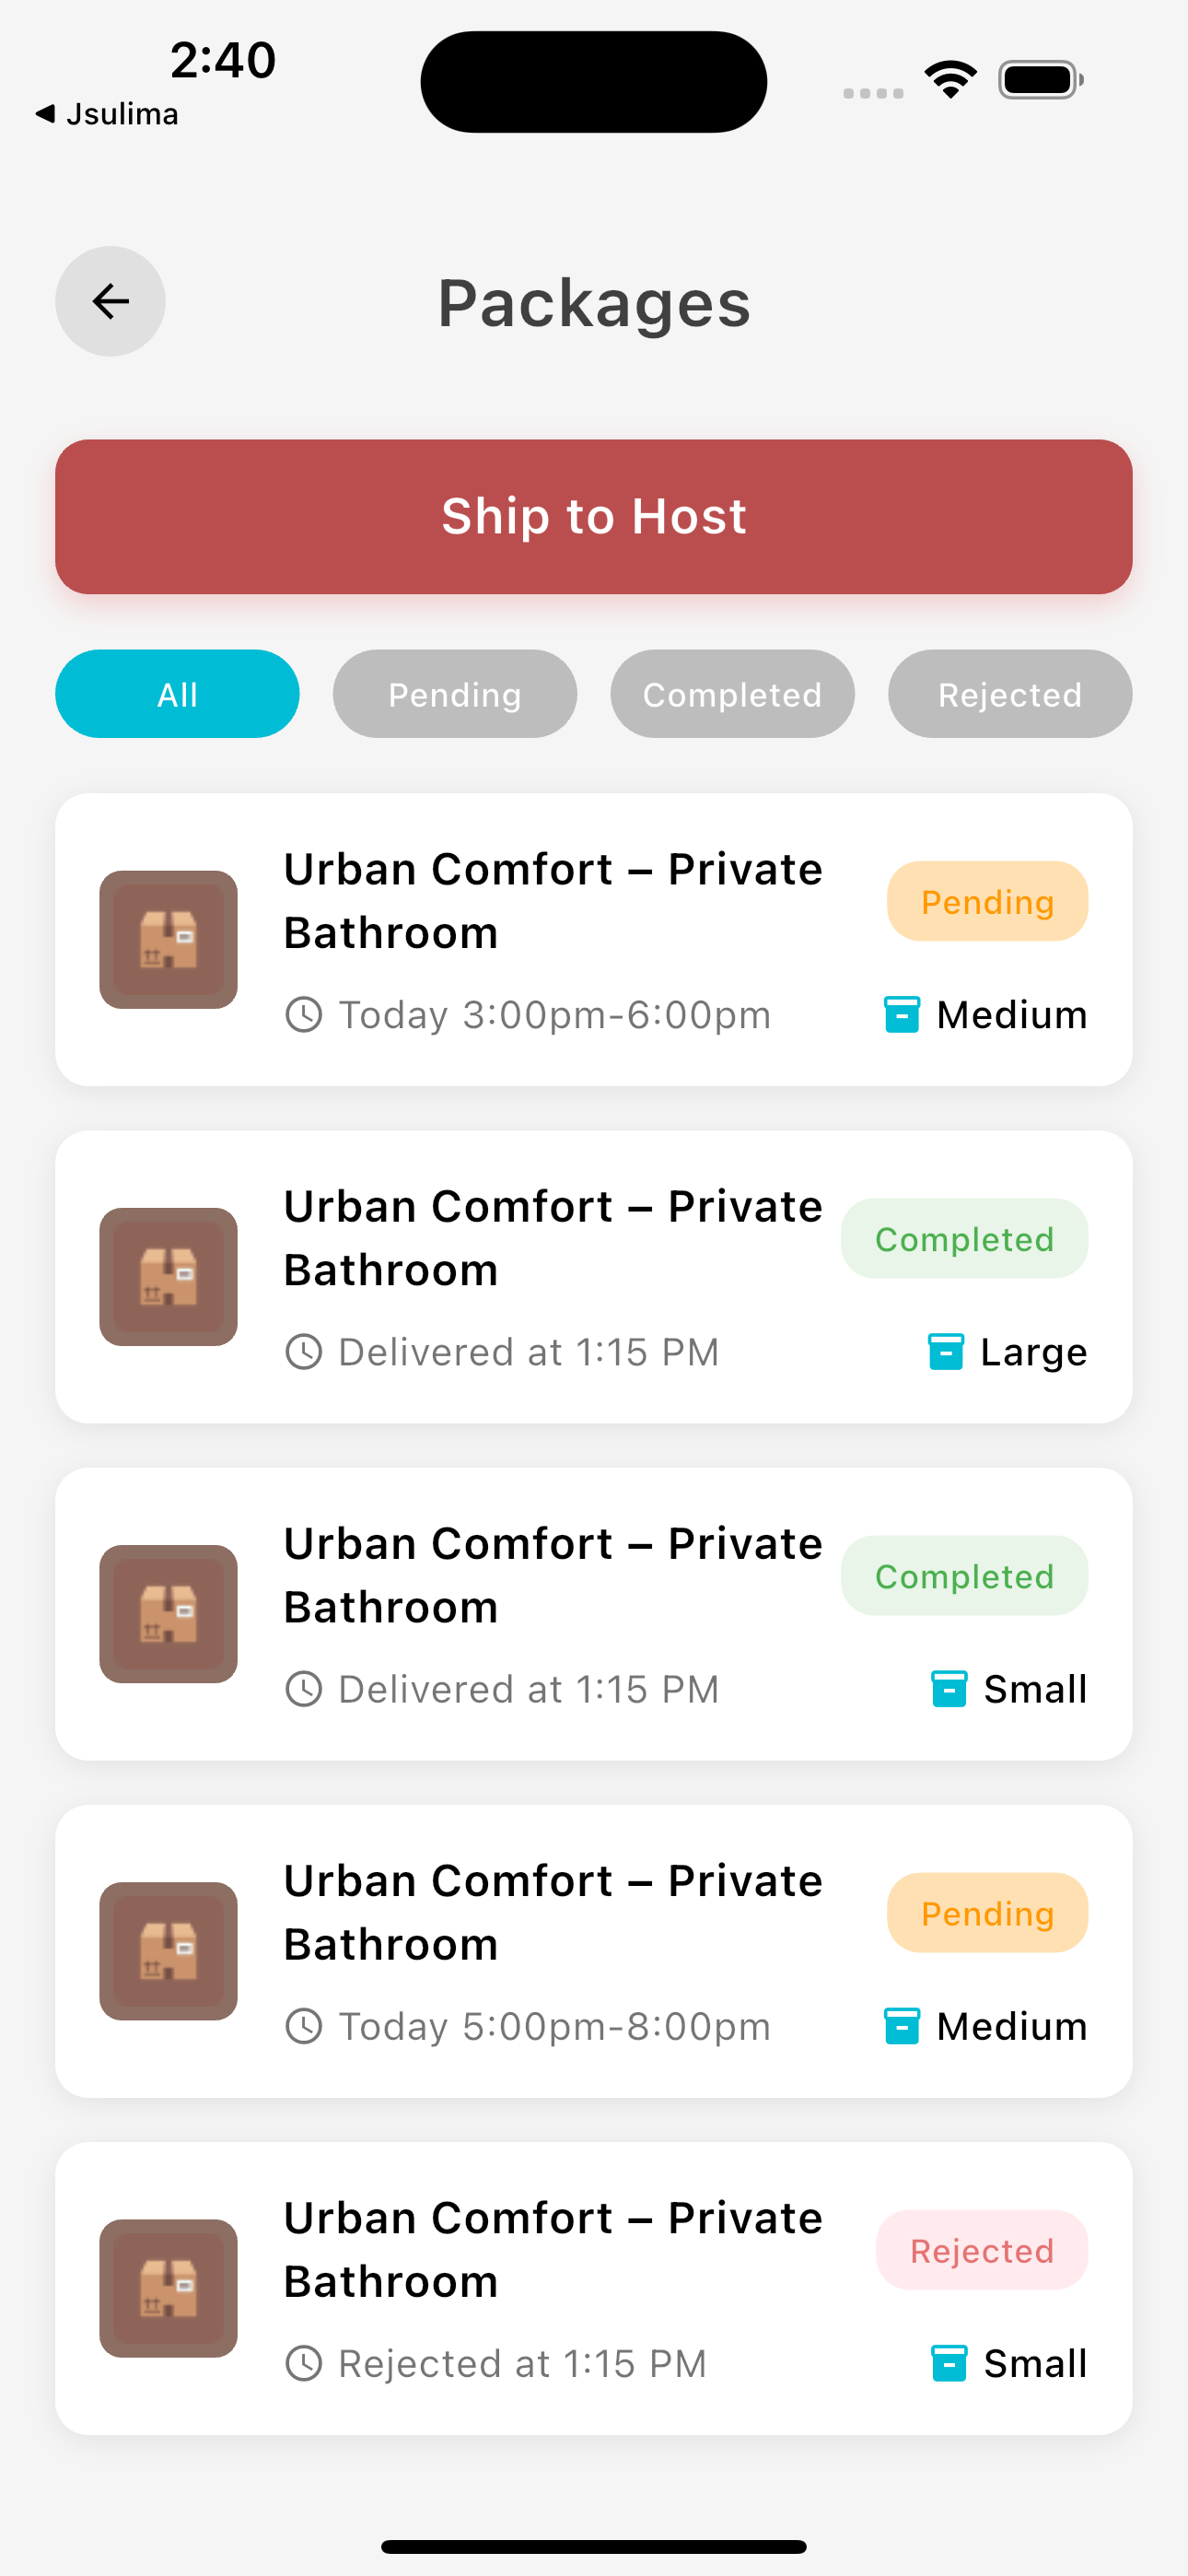 2:40
◀ Jsulima
Packages
Ship to Host
All Pending Completed Rejected
Urban Comfort – Private
Bathroom
Pending
Today 3:00pm-6:00pm
Medium
Urban Comfort – Private
Bathroom
Completed
Delivered at 1:15 PM
Large
Urban Comfort – Private
Bathroom
Completed
Delivered at 1:15 PM
Small
Urban Comfort – Private
Bathroom
Pending
Today 5:00pm-8:00pm
Medium
Urban Comfort – Private
Bathroom
Rejected
Rejected at 1:15 PM
Small